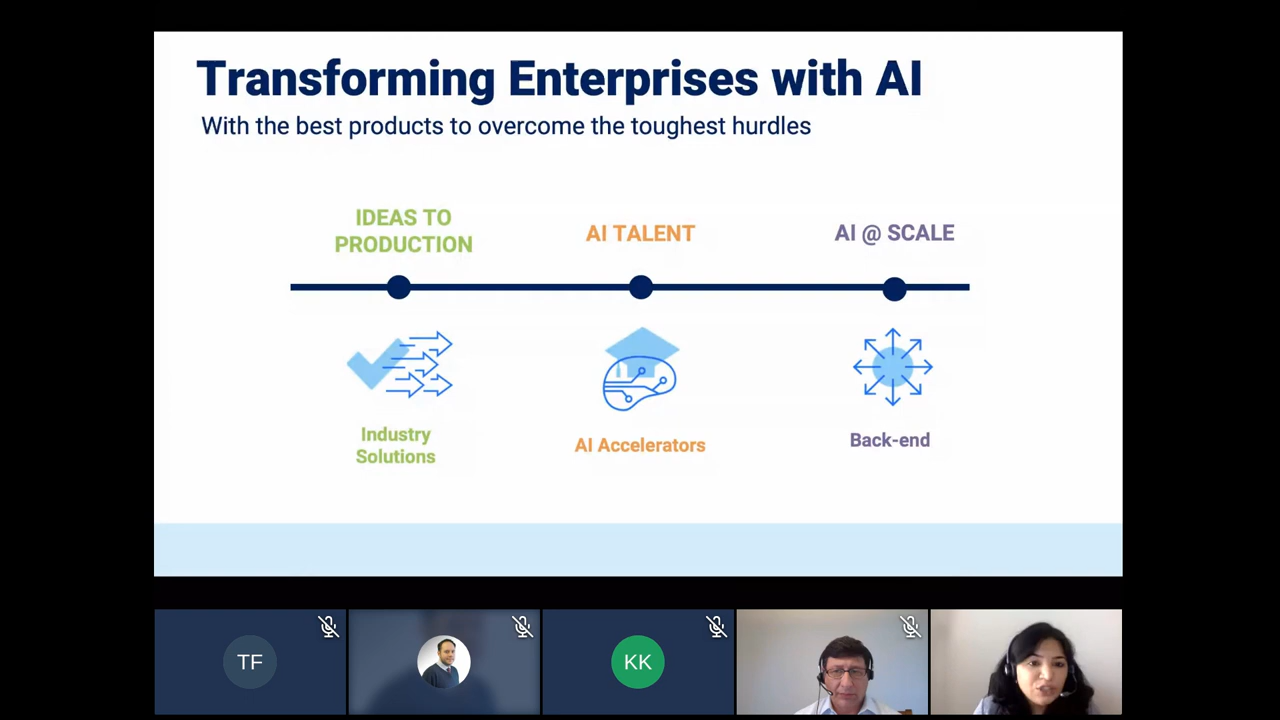 Transforming Enterprises with AI
With the best products to overcome the toughest hurdles
IDEAS TO
PRODUCTION
AI TALENT
AI @ SCALE
Industry
Solutions
AI Accelerators
Back-end
TF
KK